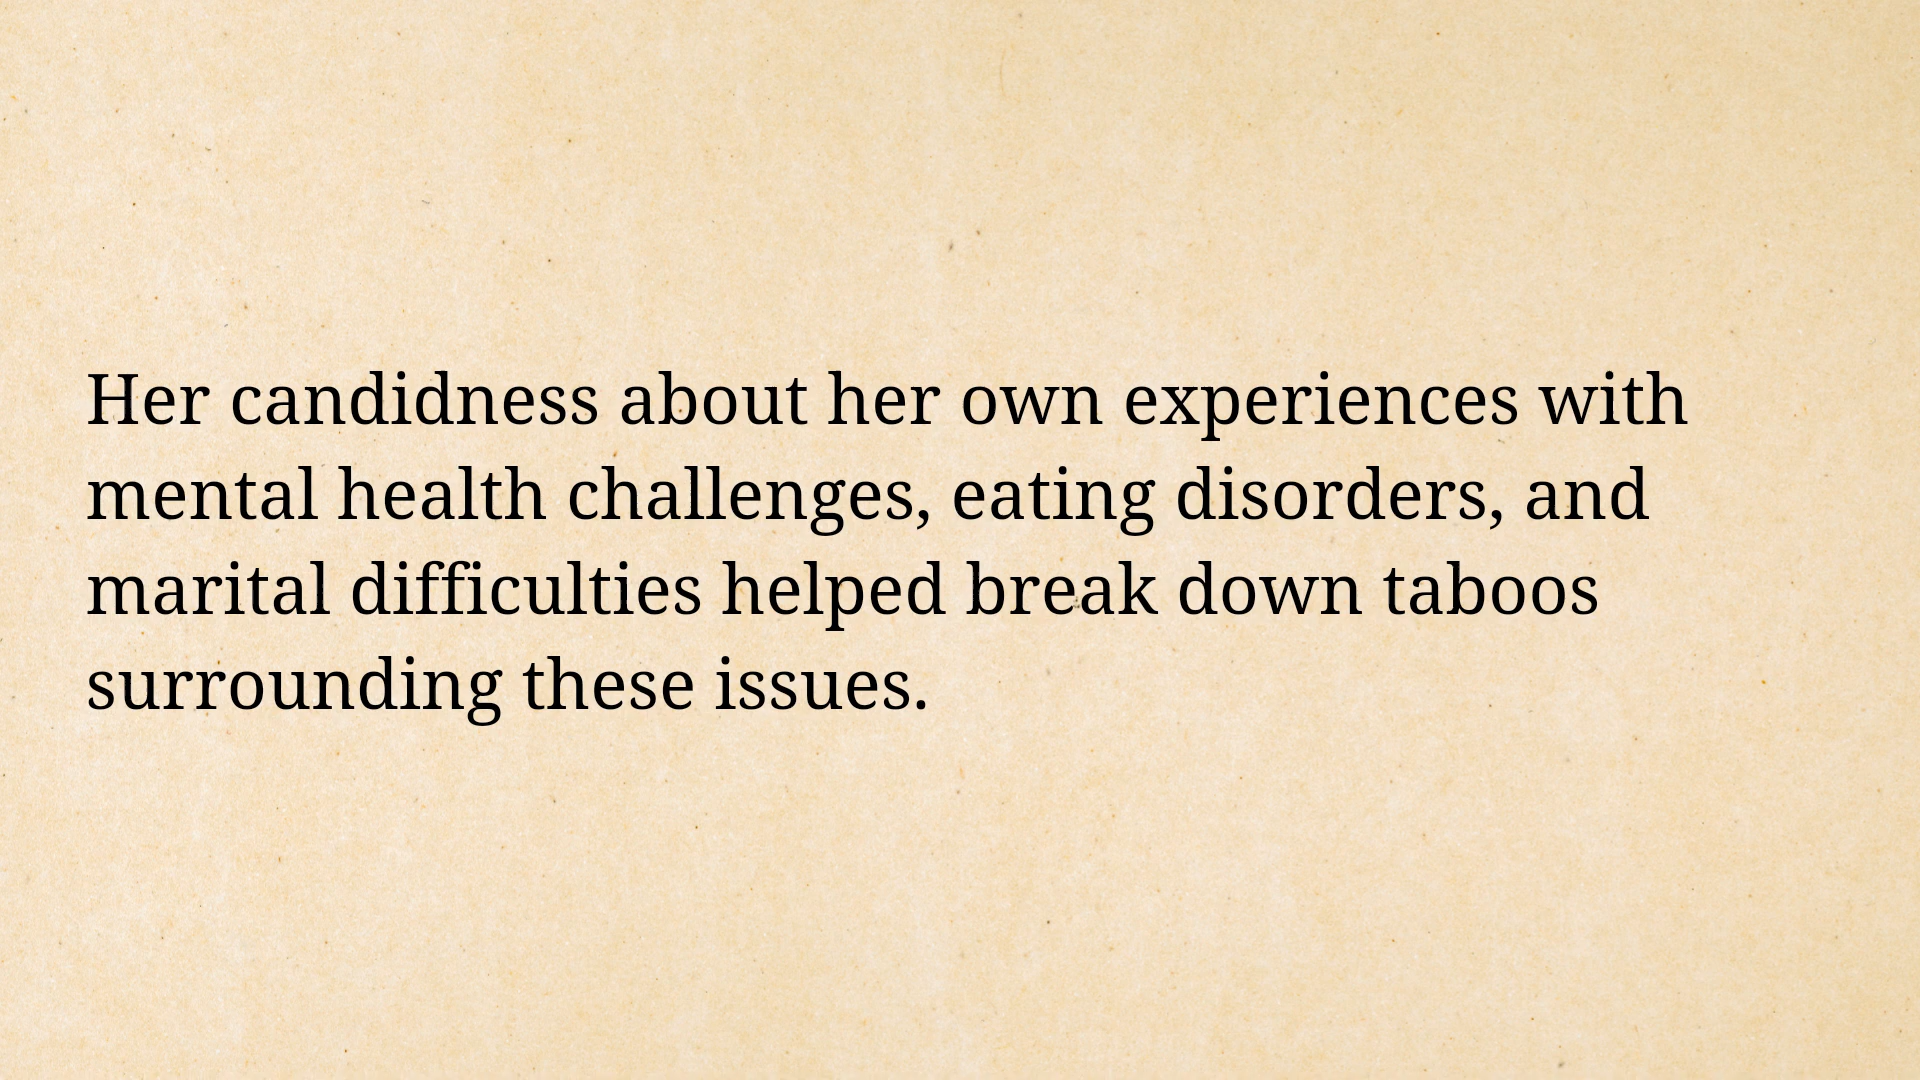 Her candidness about her own experiences with
mental health challenges, eating disorders, and
marital difficulties helped break down taboos
surrounding these issues.